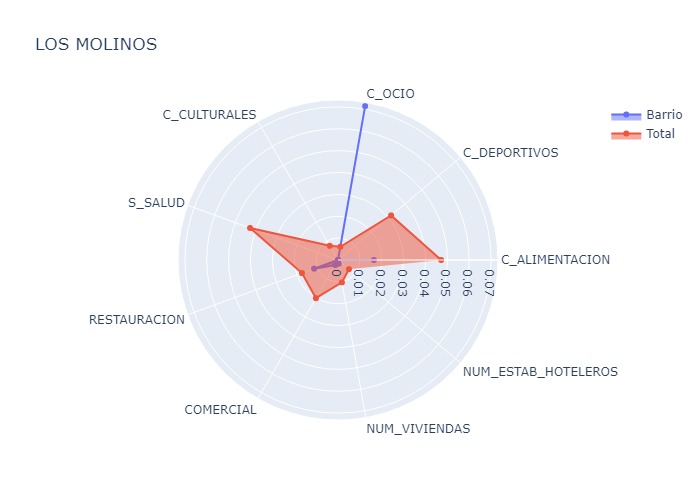 LOS MOLINOS
C_OCIO
C_CULTURALES
C_DEPORTIVOS
S_SALUD
C_ALIMENTACION
RESTAURACION
NUM_ESTAB_HOTELEROS
COMERCIAL
NUM_VIVIENDAS
0
0.01
0.02
0.03
0.04
0.05
0.06
0.07
Barrio
Total